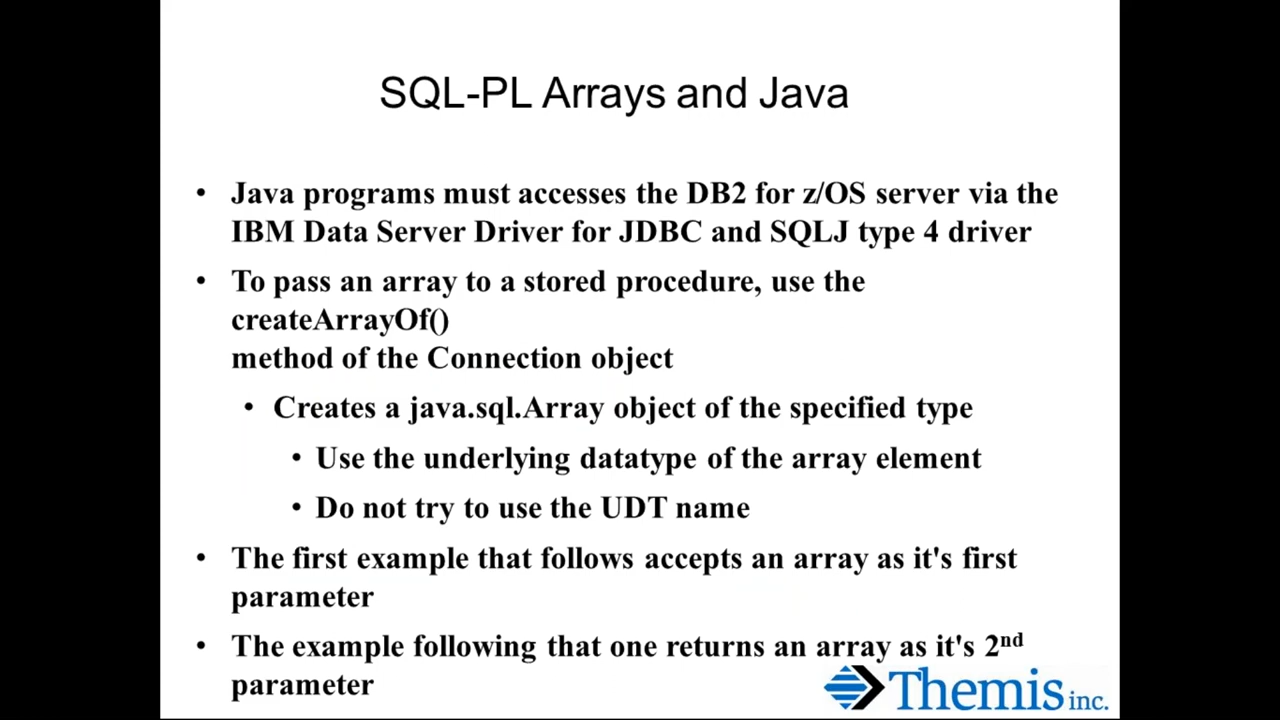 SQL-PL Arrays and Java
• Java programs must accesses the DB2 for z/OS server via the
IBM Data Server Driver for JDBC and SQLJ type 4 driver
• To pass an array to a stored procedure, use the
createArrayOf()
method of the Connection object
• Creates a java.sql.Array object of the specified type
• Use the underlying datatype of the array element
• Do not try to use the UDT name
• The first example that follows accepts an array as it's first
parameter
• The example following that one returns an array as it's 2nd
parameter
Themis inc.